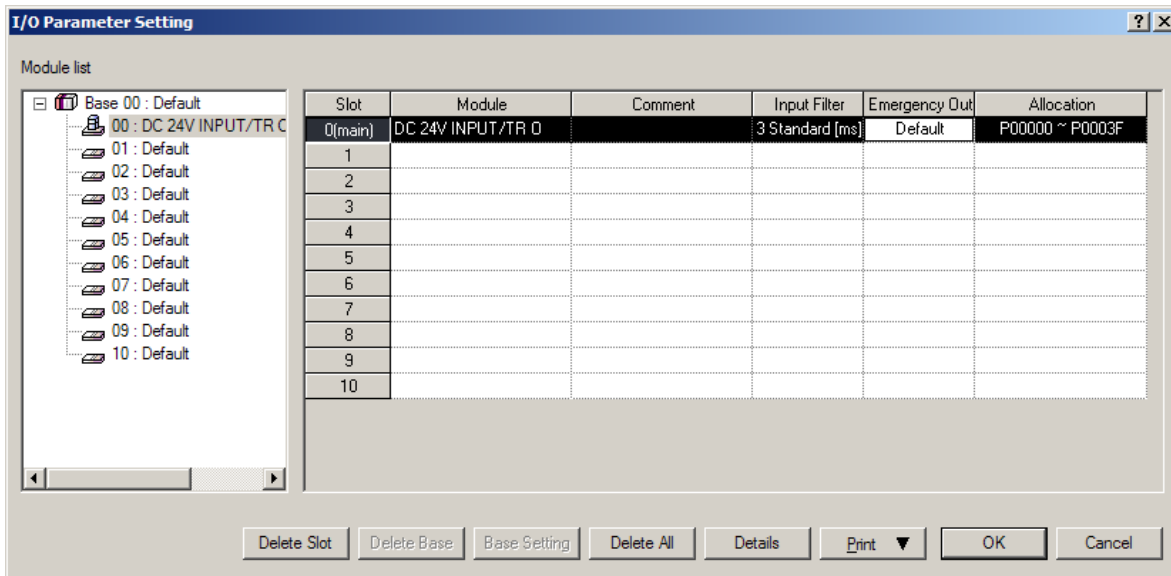 I/O Parameter Setting
Module list
Base 00 : Default
00 : DC 24V INPUT/TR O
01 : Default
02 : Default
03 : Default
04 : Default
05 : Default
06 : Default
07 : Default
08 : Default
09 : Default
10 : Default
Slot Module Comment Input Filter Emergency Out Allocation
0(main) DC 24V INPUT/TR O 3 Standard [ms] Default P00000 ~ P0003F
1
2
3
4
5
6
7
8
9
10
Delete Slot Delete Base Base Setting Delete All Details Print ▼ OK Cancel